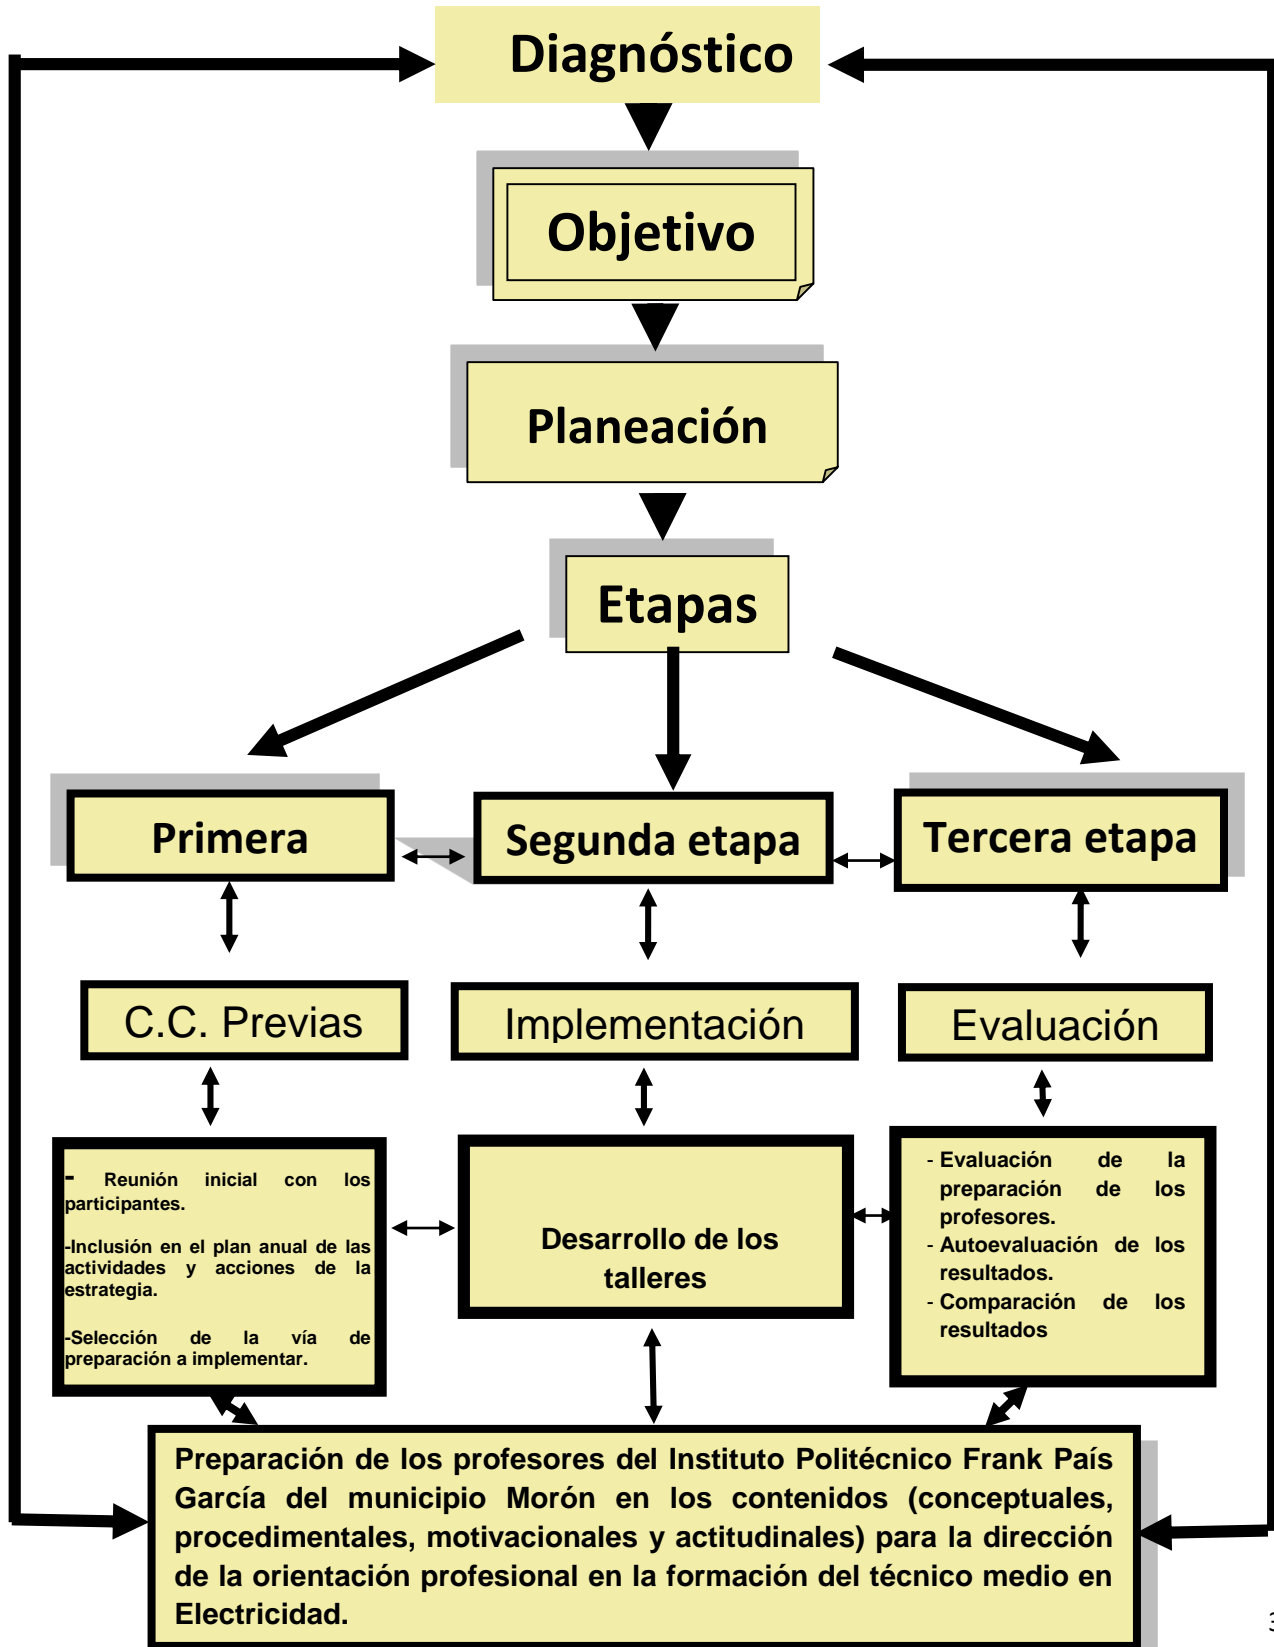 Diagnóstico
Objetivo
Planeación
Etapas
Primera
Segunda etapa
Tercera etapa
C.C. Previas
Implementación
Evaluación
- Reunión inicial con los
participantes.
-Inclusión en el plan anual de las
actividades y acciones de la
estrategia.
-Selección de la vía de
preparación a implementar.
Desarrollo de los
talleres
- Evaluación de la
preparación de los
profesores.
- Autoevaluación de los
resultados.
- Comparación de los
resultados
Preparación de los profesores del Instituto Politécnico Frank País
García del municipio Morón en los contenidos (conceptuales,
procedimentales, motivacionales y actitudinales) para la dirección
de la orientación profesional en la formación del técnico medio en
Electricidad.